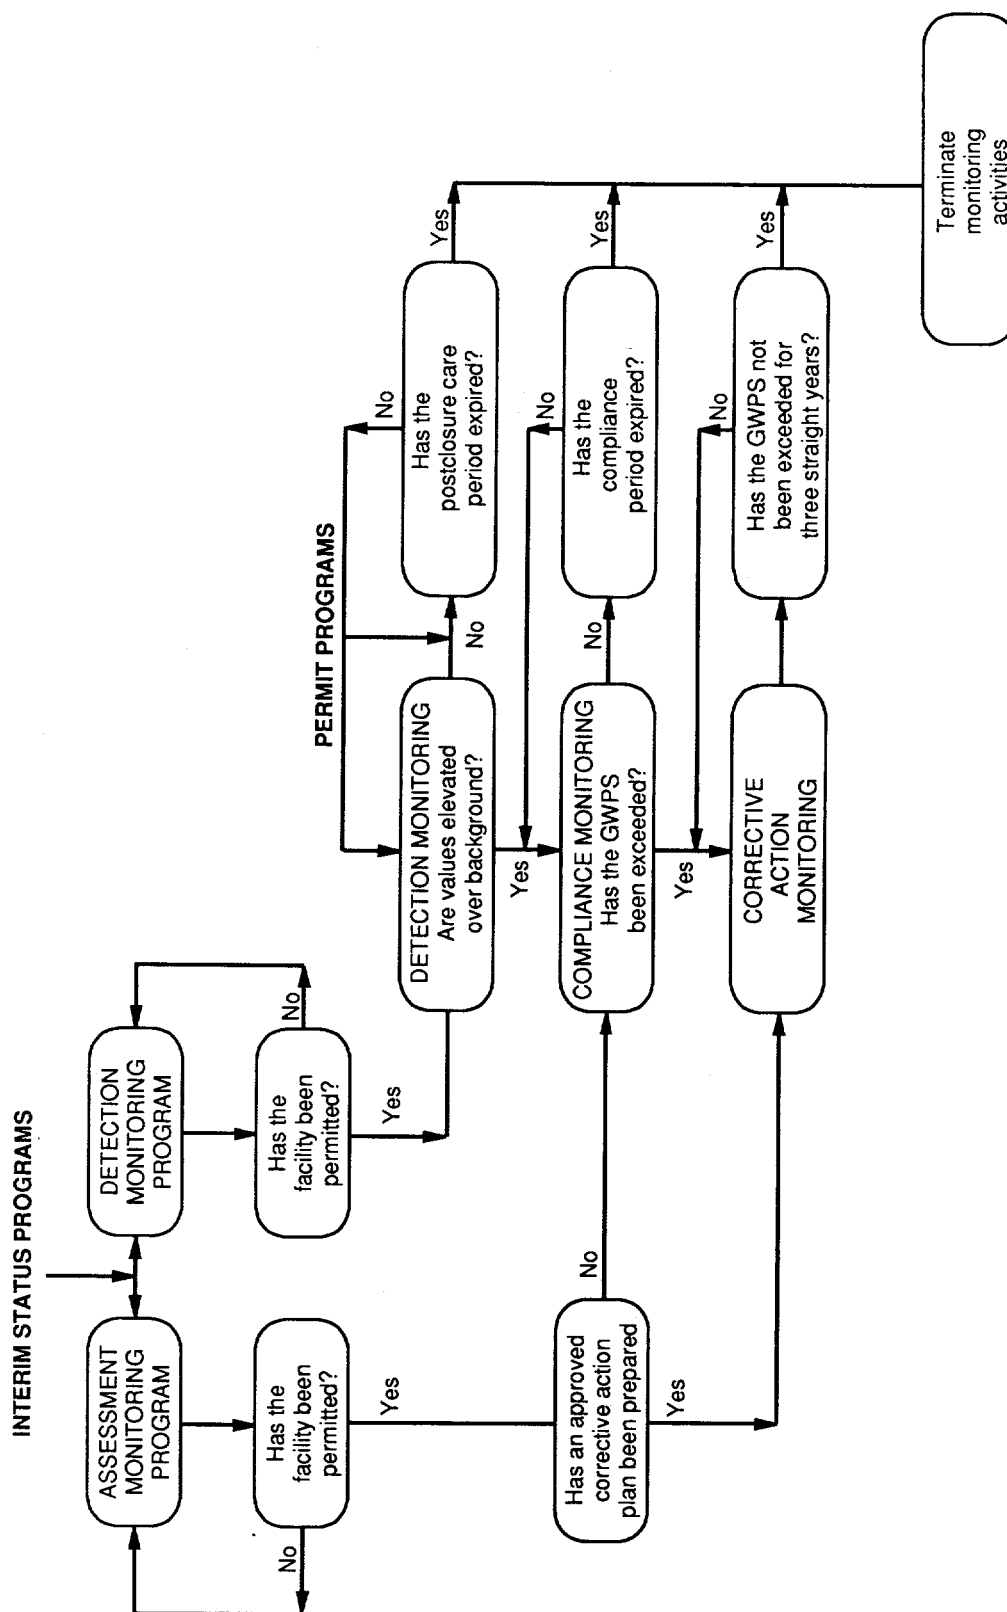 INTERIM STATUS PROGRAMS
ASSESSMENT
MONITORING
PROGRAM
DETECTION
MONITORING
PROGRAM
Has the
facility been
permitted?
No
Yes
Has the
facility been
permitted?
No
Yes
PERMIT PROGRAMS
DETECTION MONITORING
Are values elevated
over background?
No
Yes
Has the
postclosure care
period expired?
No
Yes
Has an approved
corrective action
plan been prepared
No
Yes
COMPLIANCE MONITORING
Has the GWPS
been exceeded?
No
Yes
Has the
compliance
period expired?
No
Yes
CORRECTIVE
ACTION
MONITORING
Has the GWPS not
been exceeded for
three straight years?
No
Yes
Terminate
monitoring
activities